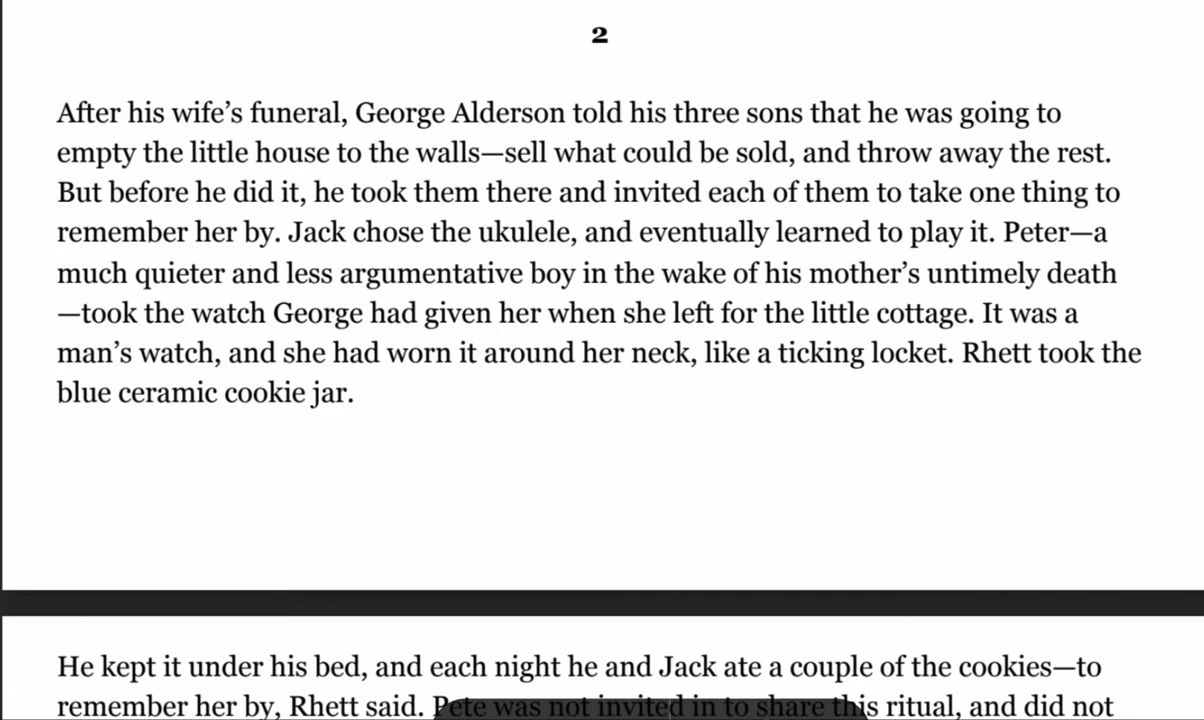 2
After his wife’s funeral, George Alderson told his three sons that he was going to
empty the little house to the walls—sell what could be sold, and throw away the rest.
But before he did it, he took them there and invited each of them to take one thing to
remember her by. Jack chose the ukulele, and eventually learned to play it. Peter—a
much quieter and less argumentative boy in the wake of his mother’s untimely death
—took the watch George had given her when she left for the little cottage. It was a
man’s watch, and she had worn it around her neck, like a ticking locket. Rhett took the
blue ceramic cookie jar.
He kept it under his bed, and each night he and Jack ate a couple of the cookies—to
remember her by, Rhett said. Pete was not invited in to share this ritual, and did not